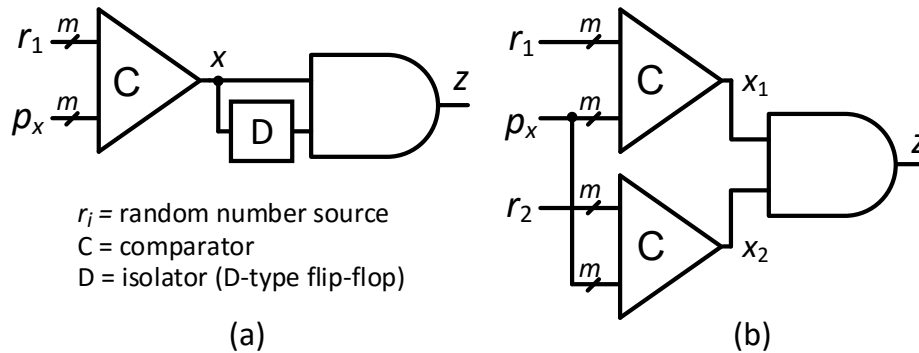 m
r1
x
z
C
m
px
D
ri = random number source
C = comparator
D = isolator (D-type flip-flop)
(a)
m
r1
C
x1
m
px
z
m
r2
C
x2
m
(b)